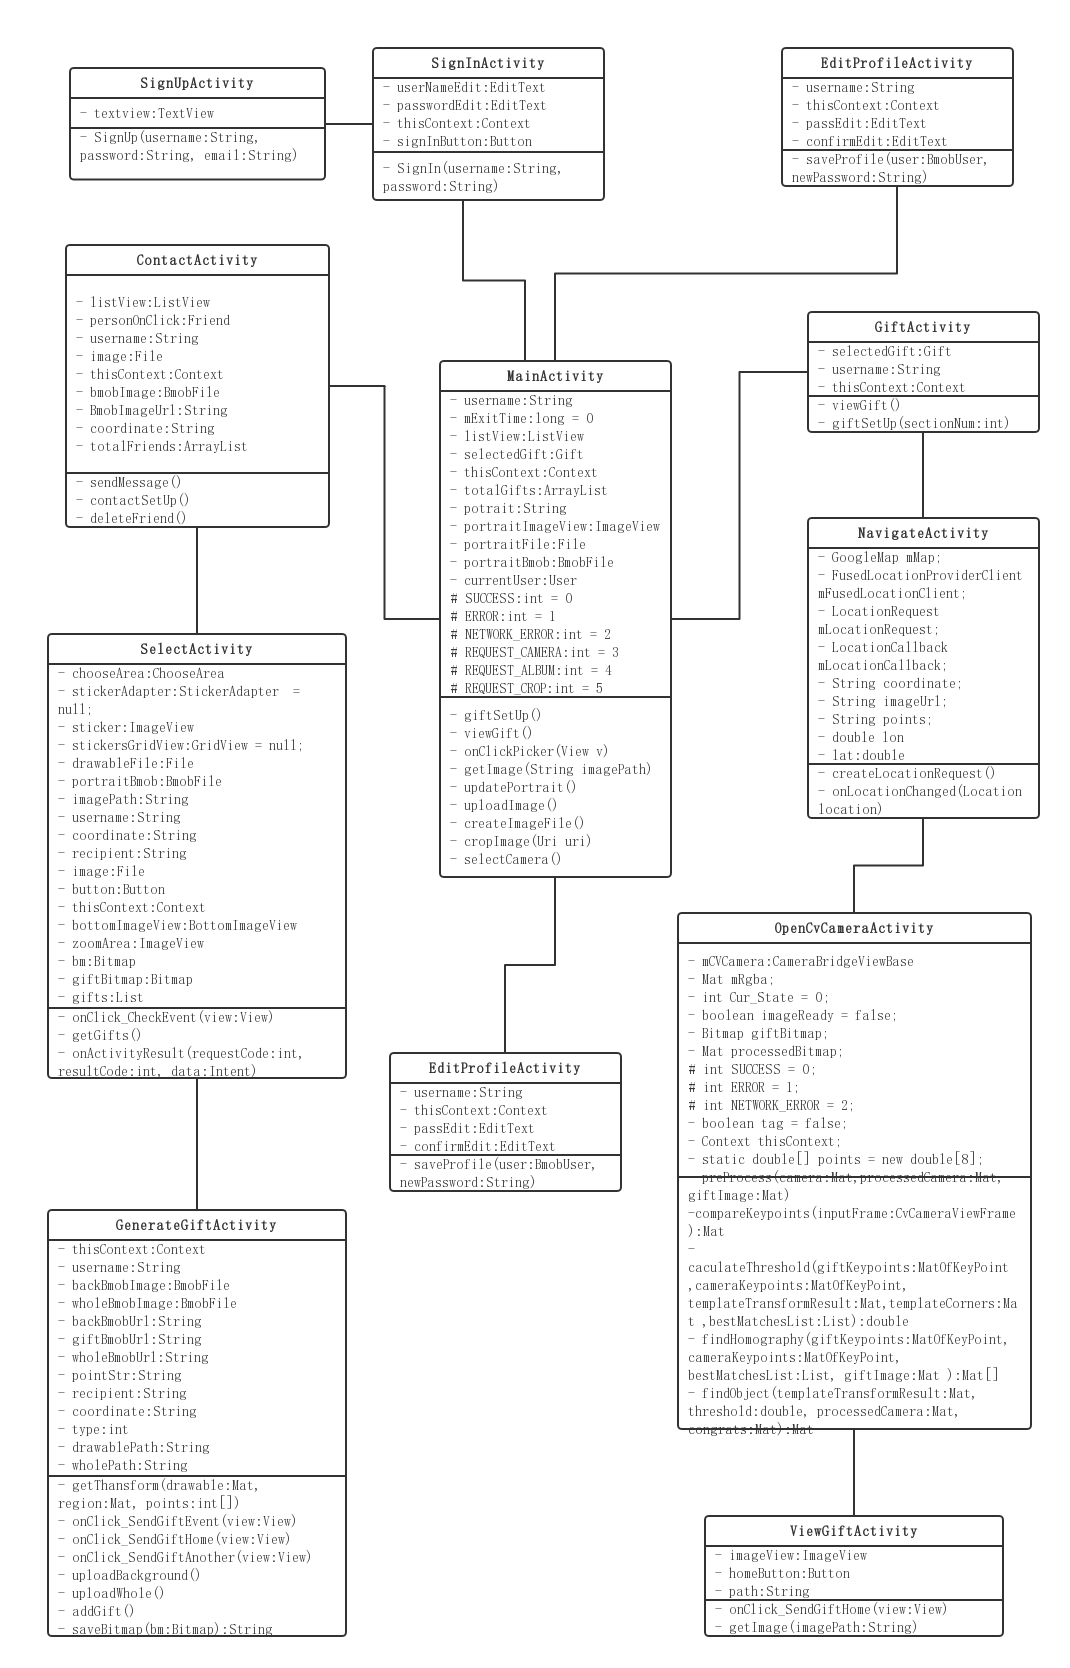 SignUpActivity
- textview:TextView
- SignUp(username:String,
password:String, email:String)
SignInActivity
- userNameEdit:EditText
- passwordEdit:EditText
- thisContext:Context
- signInButton:Button
- SignIn(username:String,
password:String)
EditProfileActivity
- username:String
- thisContext:Context
- passEdit:EditText
- confirmEdit:EditText
- saveProfile(user:BmobUser,
newPassword:String)
ContactActivity
- listView:ListView
- personOnClick:Friend
- username:String
- image:File
- thisContext:Context
- bmobImage:BmobFile
- BmobImageUrl:String
- coordinate:String
- totalFriends:ArrayList
- sendMessage()
- contactSetUp()
- deleteFriend()
MainActivity
- username:String
- mExitTime:long = 0
- listView:ListView
- selectedGift:Gift
- thisContext:Context
- totalGifts:ArrayList
- potrait:String
- portraitImageView:ImageView
- portraitFile:File
- portraitBmob:BmobFile
- currentUser:User
# SUCCESS:int = 0
# ERROR:int = 1
# NETWORK_ERROR:int = 2
# REQUEST_CAMERA:int = 3
# REQUEST_ALBUM:int = 4
# REQUEST_CROP:int = 5
- giftSetUp()
- viewGift()
- onClickPicker(View v)
- getImage(String imagePath)
- updatePortrait()
- uploadImage()
- createImageFile()
- cropImage(Uri uri)
- selectCamera()
GiftActivity
- selectedGift:Gift
- username:String
- thisContext:Context
- viewGift()
- giftSetUp(sectionNum:int)
NavigateActivity
- GoogleMap mMap;
- FusedLocationProviderClient
mFusedLocationClient;
- LocationRequest
mLocationRequest;
- LocationCallback
mLocationCallback;
- String coordinate;
- String imageUrl;
- String points;
- double lon
- lat:double
- createLocationRequest()
- onLocationChanged(Location
location)
SelectActivity
- chooseArea:ChooseArea
- stickerAdapter:StickerAdapter =
null;
- sticker:ImageView
- stickersGridView:GridView = null;
- drawableFile:File
- portraitBmob:BmobFile
- imagePath:String
- username:String
- coordinate:String
- recipient:String
- image:File
- button:Button
- thisContext:Context
- bottomImageView:BottomImageView
- zoomArea:ImageView
- bm:Bitmap
- giftBitmap:Bitmap
- gifts:List
- onClick_CheckEvent(view:View)
- getGifts()
- onActivityResult(requestCode:int,
resultCode:int, data:Intent)
OpenCvCameraActivity
- mCVCamera:CameraBridgeViewBase
- Mat mRgba;
- int Cur_State = 0;
- boolean imageReady = false;
- Bitmap giftBitmap;
- Mat processedBitmap;
# int SUCCESS = 0;
# int ERROR = 1;
# int NETWORK_ERROR = 2;
- boolean tag = false;
- Context thisContext;
- static double[] points = new double[8];
- preProcess(camera:Mat,processedCamera:Mat,
giftImage:Mat)
-compareKeypoints(inputFrame:CvCameraViewFrame
):Mat
-
caculateThreshold(giftKeypoints:MatOfKeyPoint
,cameraKeypoints:MatOfKeyPoint,
templateTransformResult:Mat,templateCorners:Ma
t ,bestMatchesList:List):double
- findHomography(giftKeypoints:MatOfKeyPoint,
cameraKeypoints:MatOfKeyPoint,
bestMatchesList:List, giftImage:Mat ):Mat[]
- findObject(templateTransformResult:Mat,
threshold:double, processedCamera:Mat,
congrats:Mat):Mat
EditProfileActivity
- username:String
- thisContext:Context
- passEdit:EditText
- confirmEdit:EditText
- saveProfile(user:BmobUser,
newPassword:String)
GenerateGiftActivity
- thisContext:Context
- username:String
- backBmobImage:BmobFile
- wholeBmobImage:BmobFile
- backBmobUrl:String
- giftBmobUrl:String
- wholeBmobUrl:String
- pointStr:String
- recipient:String
- coordinate:String
- type:int
- drawablePath:String
- wholePath:String
- getThansform(drawable:Mat,
region:Mat, points:int[])
- onClick_SendGiftEvent(view:View)
- onClick_SendGiftHome(view:View)
- onClick_SendGiftAnother(view:View)
- uploadBackground()
- uploadWhole()
- addGift()
- saveBitmap(bm:Bitmap):String
ViewGiftActivity
- imageView:ImageView
- homeButton:Button
- path:String
- onClick_SendGiftHome(view:View)
- getImage(imagePath:String)